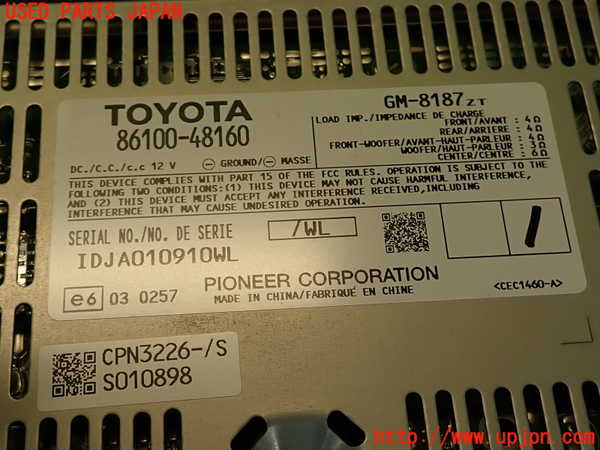 USED PARTS JAPAN
TOYOTA
86100-48160
GM-8187ZT
LOAD IMP./IMPEDANCE DE CHARGE
FRONT/AVANT : 4Ω
REAR/ARRIERE : 4Ω
FRONT-WOOFER/AVANT-HAUT-PARLEUR : 4Ω
WOOFER/HAUT-PARLEUR : 3Ω
CENTER/CENTRE : 6Ω
DC./C.C./c.c 12 V ⊖ GROUND/⊖ MASSE
THIS DEVICE COMPLIES WITH PART 15 OF THE FCC RULES. OPERATION IS SUBJECT TO THE
FOLLOWING TWO CONDITIONS:(1) THIS DEVICE MAY NOT CAUSE HARMFUL INTERFERENCE,
AND (2) THIS DEVICE MUST ACCEPT ANY INTERFERENCE RECEIVED,INCLUDING
INTERFERENCE THAT MAY CAUSE UNDESIRED OPERATION.
SERIAL NO./NO. DE SERIE
/WL
IDJA010910WL
PIONEER CORPORATION
e6 03 0257
MADE IN CHINA/FABRIQUÉ EN CHINE
<CEC1460-A>
CPN3226-/S
S010898
Parts
http://www.upjpn.com